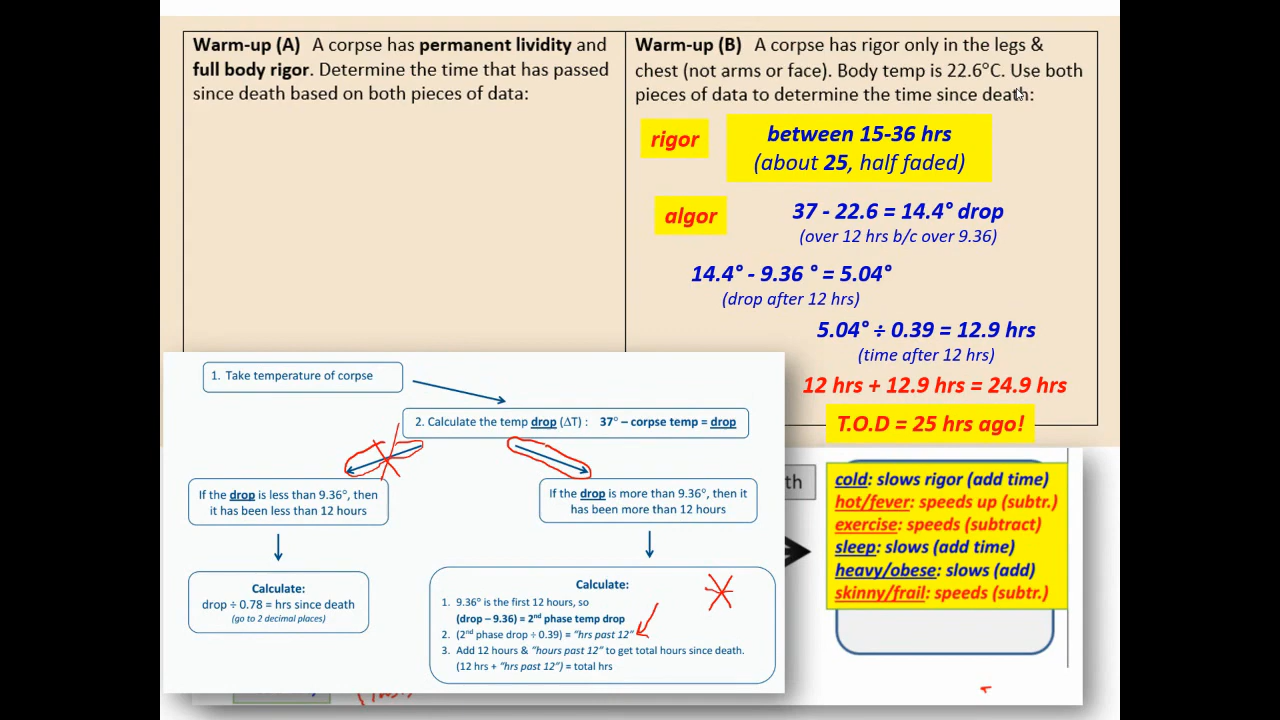 Warm-up (A) A corpse has permanent lividity and
full body rigor. Determine the time that has passed
since death based on both pieces of data:
Warm-up (B) A corpse has rigor only in the legs &
chest (not arms or face). Body temp is 22.6°C. Use both
pieces of data to determine the time since death:
rigor
between 15-36 hrs
(about 25, half faded)
algor
37 - 22.6 = 14.4° drop
(over 12 hrs b/c over 9.36)
14.4° - 9.36 ° = 5.04°
(drop after 12 hrs)
5.04° ÷ 0.39 = 12.9 hrs
(time after 12 hrs)
12 hrs + 12.9 hrs = 24.9 hrs
T.O.D = 25 hrs ago!
1. Take temperature of corpse
2. Calculate the temp drop (ΔT) : 37° – corpse temp = drop
If the drop is less than 9.36°, then
it has been less than 12 hours
If the drop is more than 9.36°, then it
has been more than 12 hours
Calculate:
drop ÷ 0.78 = hrs since death
(go to 2 decimal places)
Calculate:
1. 9.36° is the first 12 hours, so
(drop – 9.36) = 2nd phase temp drop
2. (2nd phase drop ÷ 0.39) = "hrs past 12"
3. Add 12 hours & "hours past 12" to get total hours since death.
(12 hrs + "hrs past 12") = total hrs
th
cold: slows rigor (add time)
hot/fever: speeds up (subtr.)
exercise: speeds (subtract)
sleep: slows (add time)
heavy/obese: slows (add)
skinny/frail: speeds (subtr.)